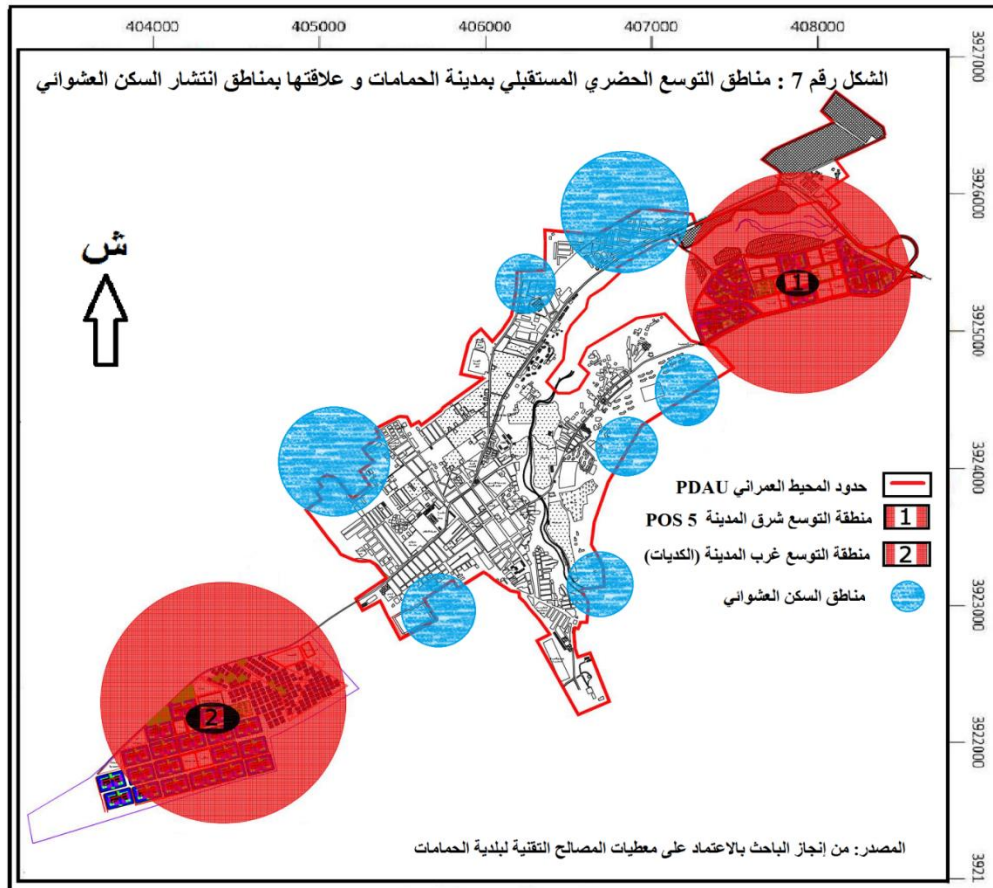 404000 405000 406000 407000 408000
الشكل رقم 7 : مناطق التوسع الحضري المستقبلي بمدينة الحمامات و علاقتها بمناطق انتشار السكن العشوائي
3927000
3926000
ش
1
3925000
3924000
حدود المحيط العمراني PDAU
1 منطقة التوسع شرق المدينة POS 5
2 منطقة التوسع غرب المدينة (الكديات)
مناطق السكن العشوائي
3923000
2
3922000
المصدر: من إنجاز الباحث بالاعتماد على معطيات المصالح التقنية لبلدية الحمامات
3921